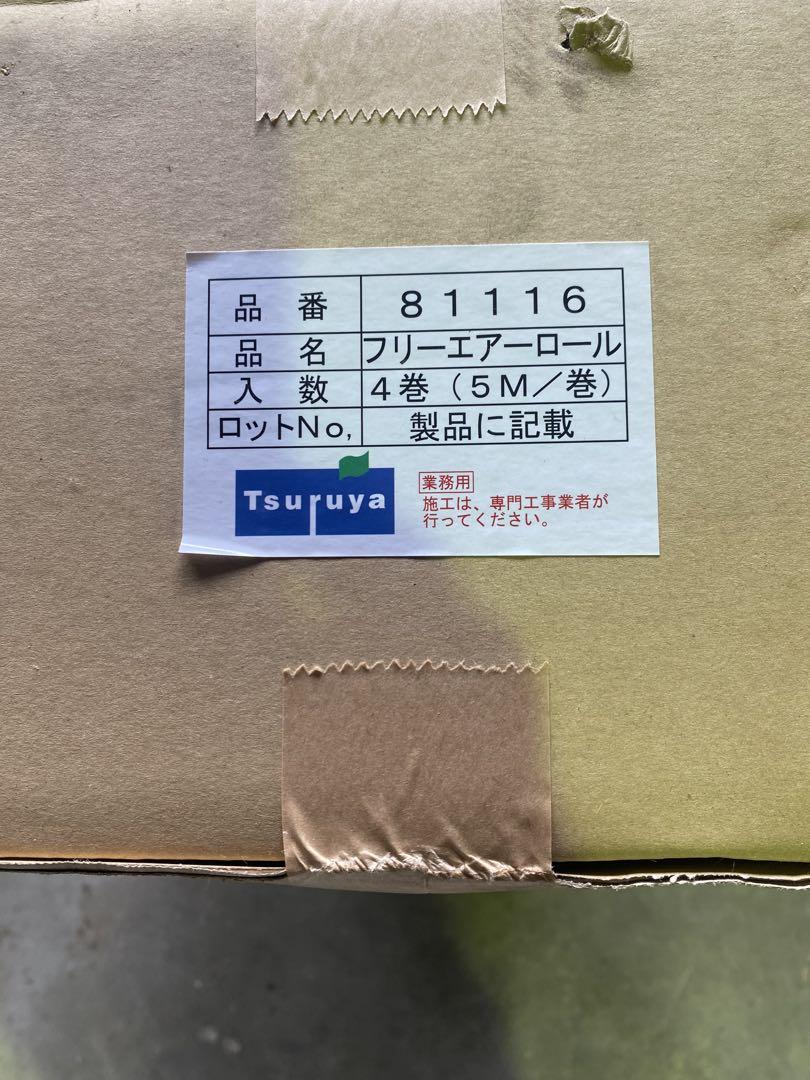 品 番 81116
品 名 フリーエアーロール
入 数 4巻(5M/巻)
ロットNo, 製品に記載
Tsuruya
業務用
施工は、専門工事業者が
行ってください。